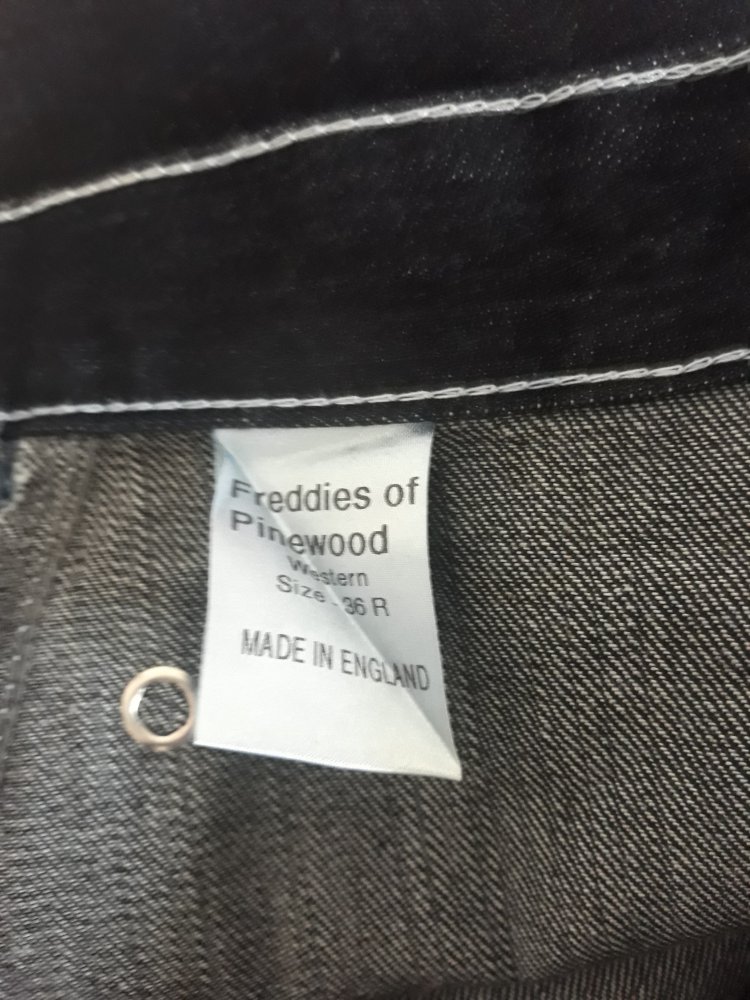 Freddies of
Pinewood
Western
Size - 36 R
MADE IN ENGLAND